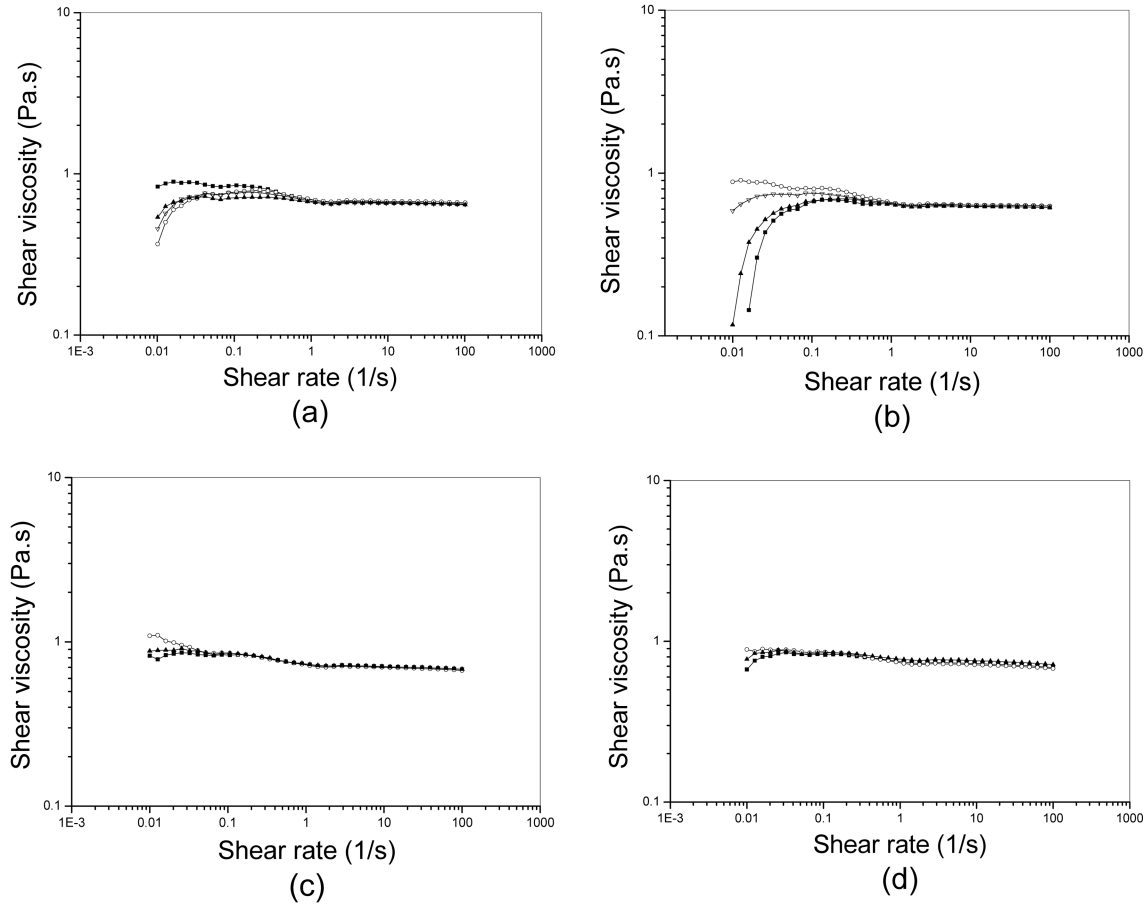 10
1
0.1
Shear viscosity (Pa.s)
1E-3 0.01 0.1 1 10 100 1000
Shear rate (1/s)
(a)
10
1
0.1
Shear viscosity (Pa.s)
0.01 0.1 1 10 100 1000
Shear rate (1/s)
(b)
10
1
0.1
Shear viscosity (Pa.s)
1E-3 0.01 0.1 1 10 100 1000
Shear rate (1/s)
(c)
10
1
0.1
Shear viscosity (Pa.s)
1E-3 0.01 0.1 1 10 100 1000
Shear rate (1/s)
(d)